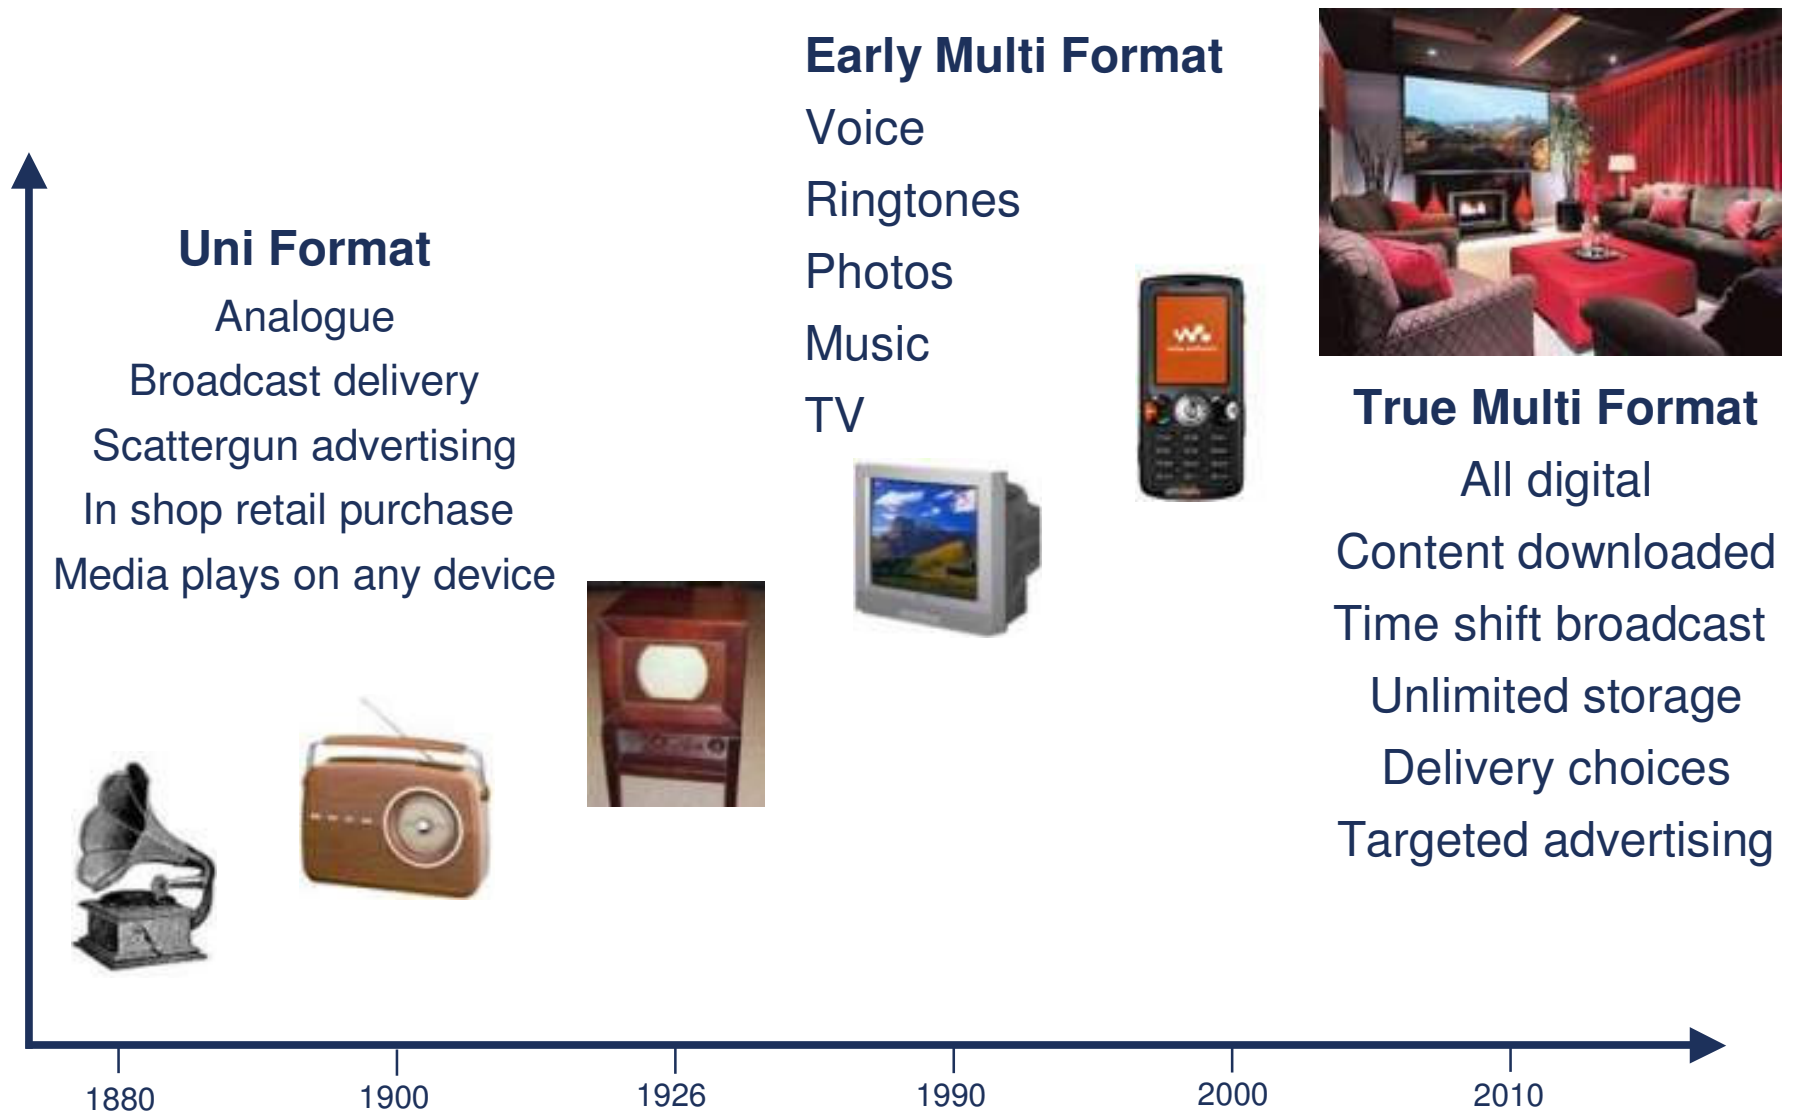 Early Multi Format
Voice
Ringtones
Photos
Music
TV
Uni Format
Analogue
Broadcast delivery
Scattergun advertising
In shop retail purchase
Media plays on any device
True Multi Format
All digital
Content downloaded
Time shift broadcast
Unlimited storage
Delivery choices
Targeted advertising
1880
1900
1926
1990
2000
2010